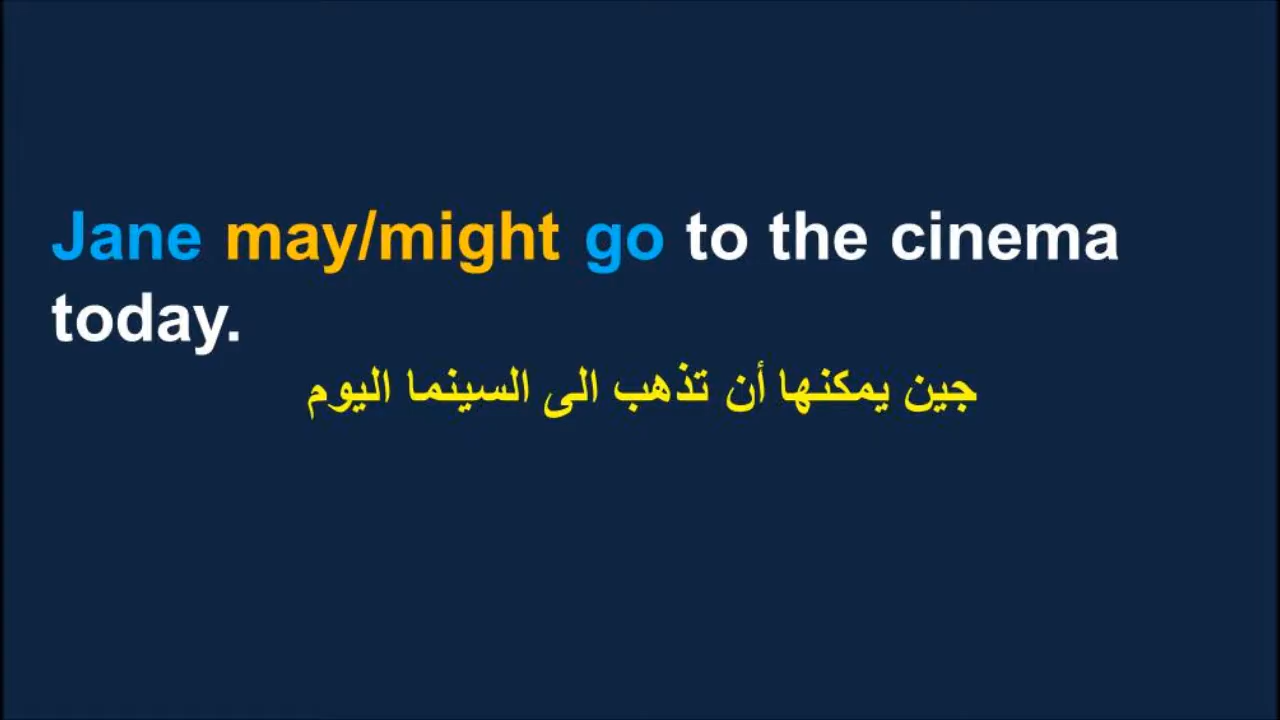 Jane may/might go to the cinema
today.
جين يمكنها أن تذهب الى السينما اليوم